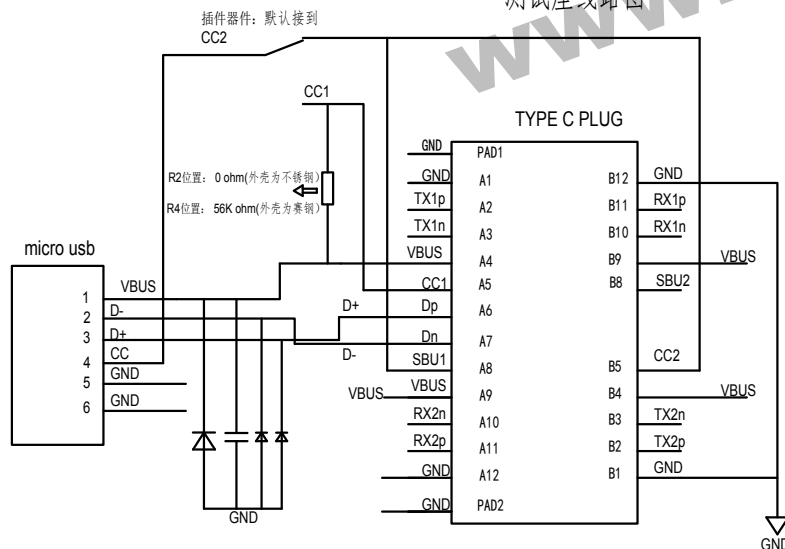 测试座线路图
WWW.
插件器件：默认接到
CC2
CC1
TYPE C PLUG
R2位置： 0 ohm(外壳为不锈钢)
R4位置： 56K ohm(外壳为赛钢)
micro usb
1 VBUS
2 D-
3 D+
4 CC
5 GND
6 GND
GND
D+
D-
GND PAD1
GND A1
TX1p A2
TX1n A3
VBUS A4
CC1 A5
Dp A6
Dn A7
SBU1 A8
VBUS VBUS A9
RX2n A10
RX2p A11
GND A12
GND PAD2
B12 GND
B11 RX1p
B10 RX1n
B9 VBUS
B8 SBU2
B5 CC2
B4 VBUS
B3 TX2n
B2 TX2p
B1 GND
GND